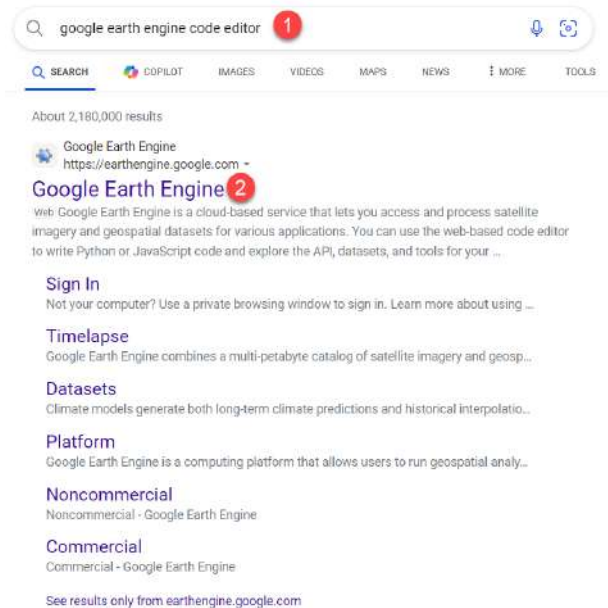 google earth engine code editor 1
SEARCH COPILOT IMAGES VIDEOS MAPS NEWS MORE TOOLS
About 2,180,000 results
Google Earth Engine
https://earthengine.google.com
Google Earth Engine 2
Web Google Earth Engine is a cloud-based service that lets you access and process satellite
imagery and geospatial datasets for various applications. You can use the web-based code editor
to write Python or JavaScript code and explore the API, datasets, and tools for your ...
Sign In
Not your computer? Use a private browsing window to sign in. Learn more about using ...
Timelapse
Google Earth Engine combines a multi-petabyte catalog of satellite imagery and geosp...
Datasets
Climate models generate both long-term climate predictions and historical interpolatio...
Platform
Google Earth Engine is a computing platform that allows users to run geospatial analy...
Noncommercial
Noncommercial - Google Earth Engine
Commercial
Commercial - Google Earth Engine
See results only from earthengine.google.com